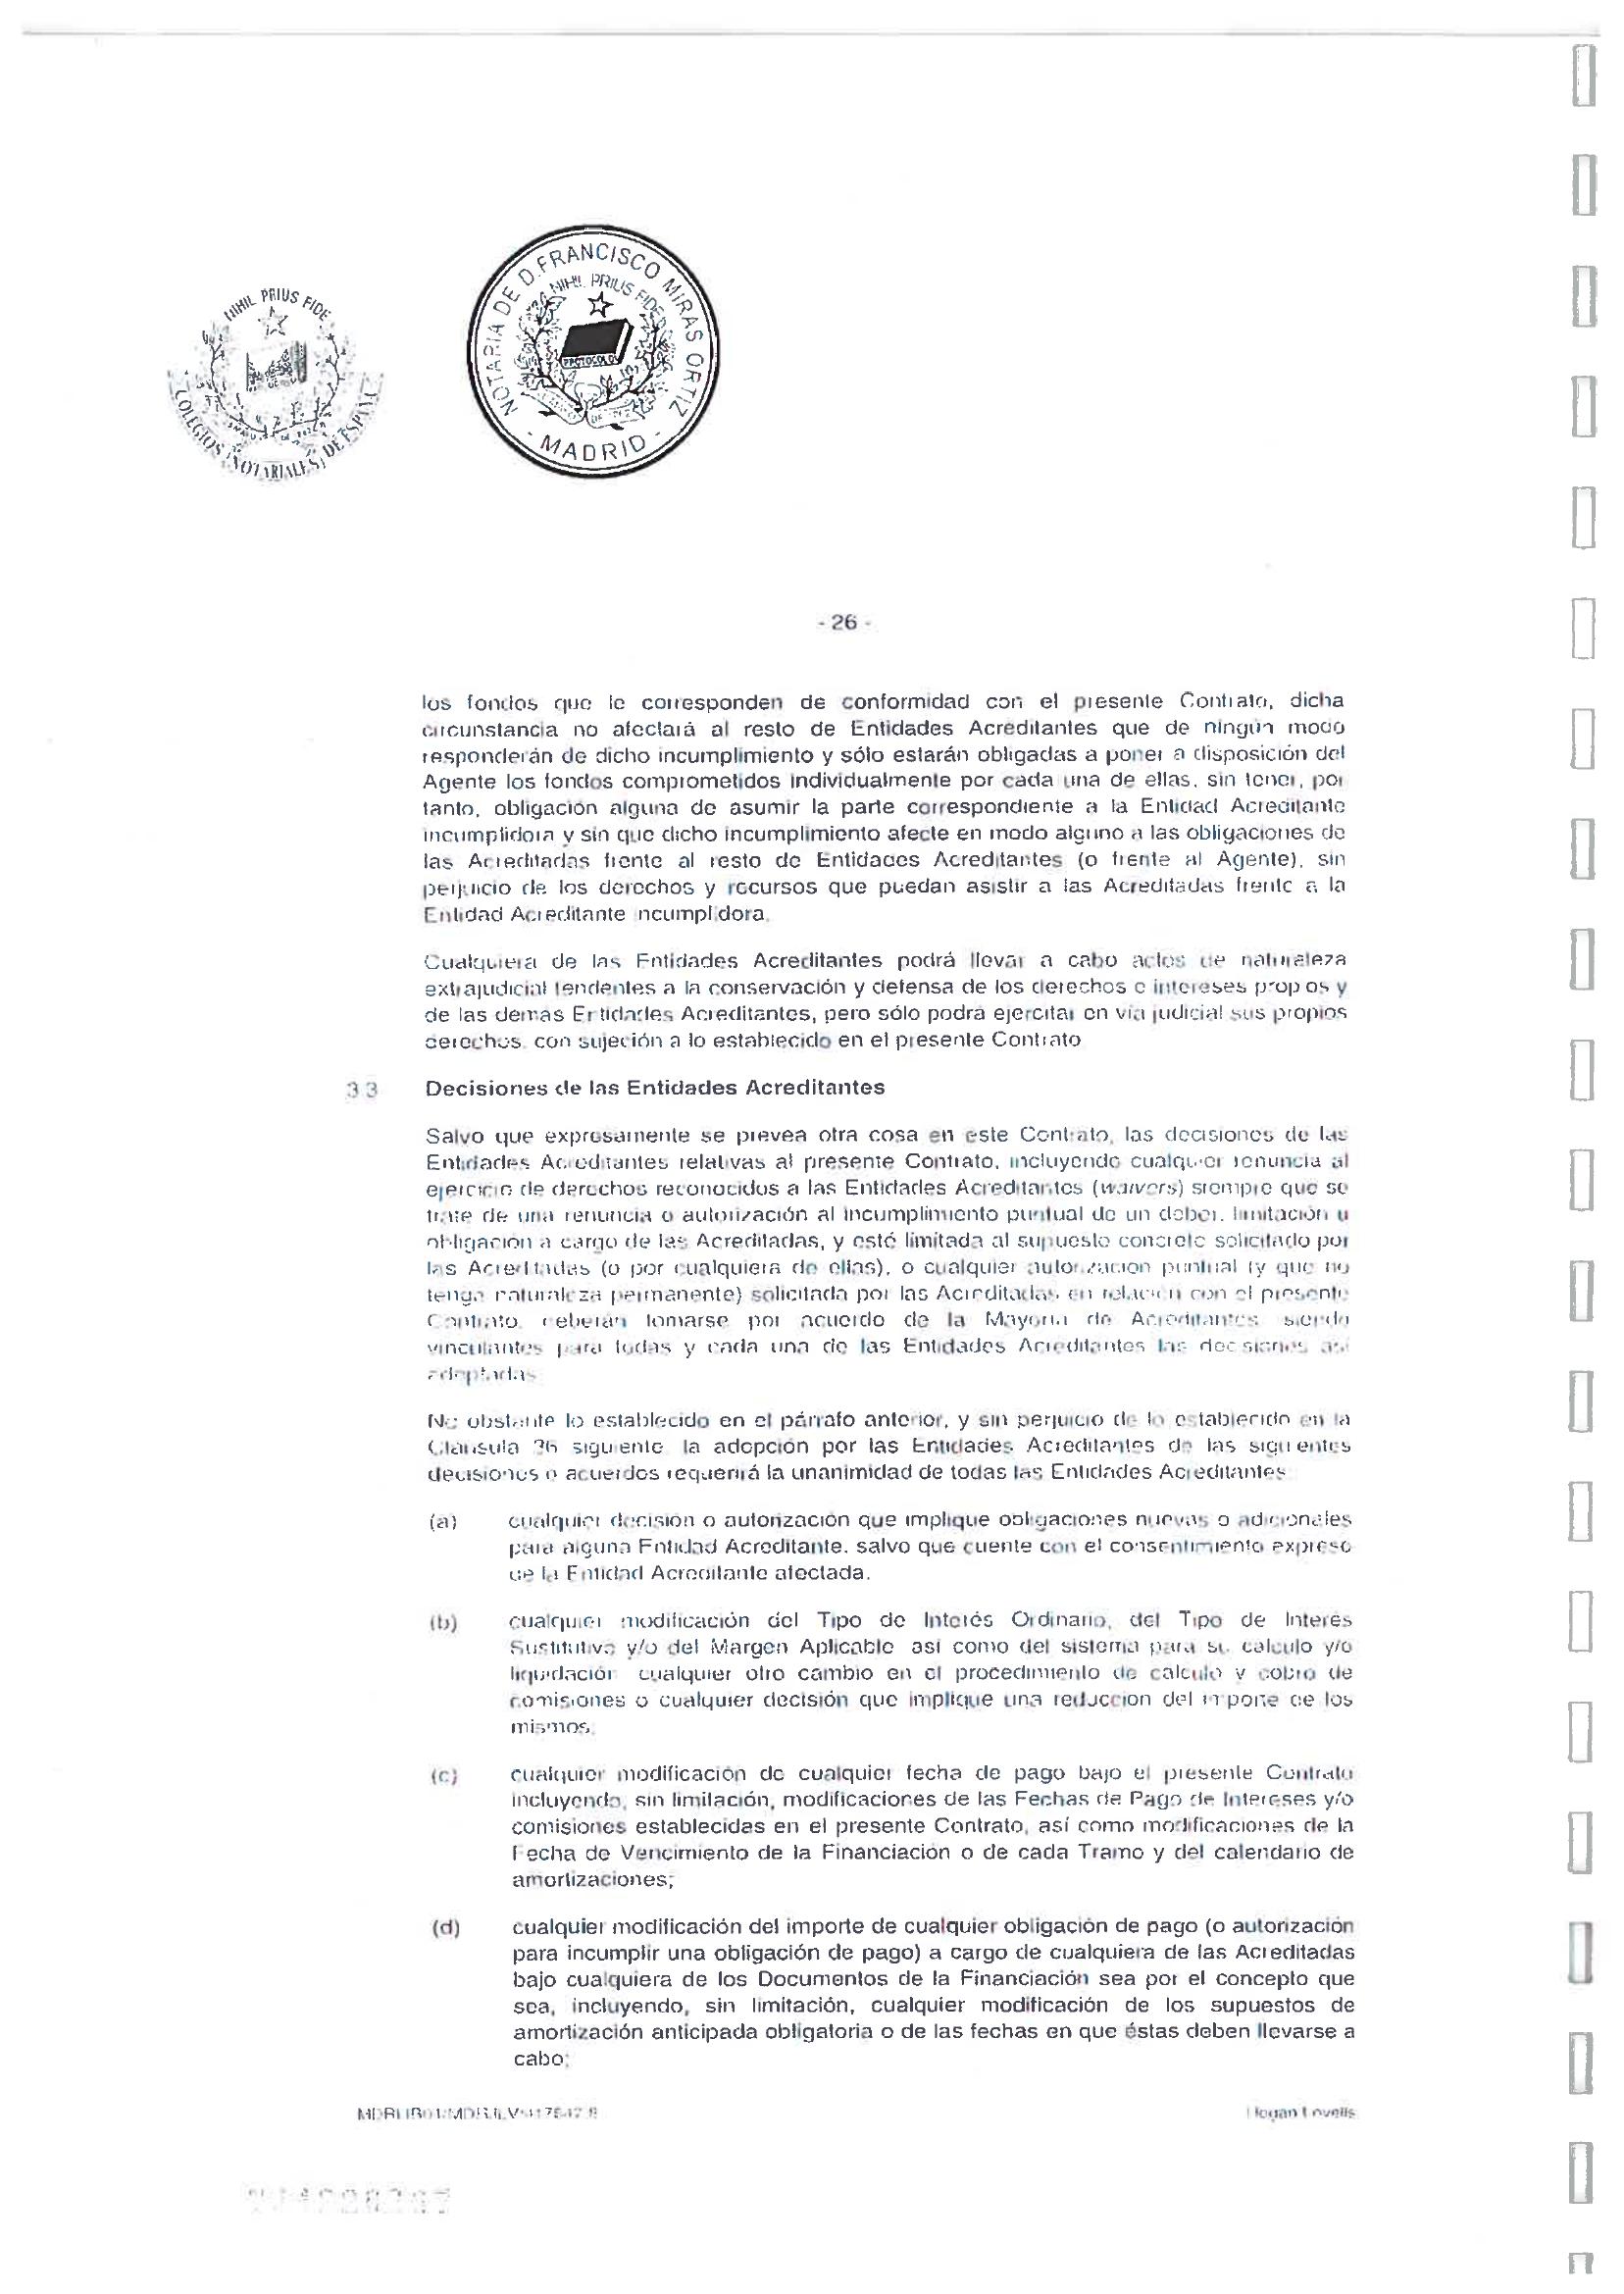 NIHIL PRIUS FIDE
COLEGIOS NOTARIALES DE ESPAÑA
NOTARIA DE D. FRANCISCO MIRAS ORTIZ
NIHIL PRIUS FIDE
PROTOCOLO
- MADRID -
- 26 -
los fondos que le corresponden de conformidad con el presente Contrato, dicha
circunstancia no afectará al resto de Entidades Acreditantes que de ningún modo
responderán de dicho incumplimiento y sólo estarán obligadas a poner a disposición del
Agente los fondos comprometidos individualmente por cada una de ellas, sin tener, por
tanto, obligación alguna de asumir la parte correspondiente a la Entidad Acreditante
incumplidora y sin que dicho incumplimiento afecte en modo alguno a las obligaciones de
las Acreditadas frente al resto de Entidades Acreditantes (o frente al Agente), sin
perjuicio de los derechos y recursos que puedan asistir a las Acreditadas frente a la
Entidad Acreditante incumplidora.
Cualquiera de las Entidades Acreditantes podrá llevar a cabo actos de naturaleza
extrajudicial tendentes a la conservación y defensa de los derechos e intereses propios y
de las demás Entidades Acreditantes, pero sólo podrá ejercitar en vía judicial sus propios
derechos, con sujeción a lo establecido en el presente Contrato
3.3 Decisiones de las Entidades Acreditantes
Salvo que expresamente se prevea otra cosa en este Contrato, las decisiones de las
Entidades Acreditantes relativas al presente Contrato, incluyendo cualquier renuncia al
ejercicio de derechos reconocidos a las Entidades Acreditantes (waivers) siempre que se
trate de una renuncia o autorización al incumplimiento puntual de un deber, limitación u
obligación a cargo de las Acreditadas, y esté limitada al supuesto concreto solicitado por
las Acreditadas (o por cualquiera de ellas), o cualquier autorización puntual (y que no
tenga naturaleza permanente) solicitada por las Acreditadas en relación con el presente
Contrato, deberán tomarse por acuerdo de la Mayoría de Acreditantes, siendo
vinculantes para todas y cada una de las Entidades Acreditantes las decisiones así
adoptadas
No obstante lo establecido en el párrafo anterior, y sin perjuicio de lo establecido en la
Cláusula 26 siguiente, la adopción por las Entidades Acreditantes de las siguientes
decisiones o acuerdos requerirá la unanimidad de todas las Entidades Acreditantes
(a) cualquier decisión o autorización que implique obligaciones nuevas o adicionales
para alguna Entidad Acreditante, salvo que cuente con el consentimiento expreso
de la Entidad Acreditante afectada.
(b) cualquier modificación del Tipo de Interés Ordinario, del Tipo de Interés
Sustitutivo y/o del Margen Aplicable así como del sistema para su cálculo y/o
liquidación, cualquier otro cambio en el procedimiento de cálculo y cobro de
comisiones o cualquier decisión que implique una reducción del importe de los
mismos;
(c) cualquier modificación de cualquier fecha de pago bajo el presente Contrato
incluyendo, sin limitación, modificaciones de las Fechas de Pago de Intereses y/o
comisiones establecidas en el presente Contrato, así como modificaciones de la
Fecha de Vencimiento de la Financiación o de cada Tramo y del calendario de
amortizaciones;
(d) cualquier modificación del importe de cualquier obligación de pago (o autorización
para incumplir una obligación de pago) a cargo de cualquiera de las Acreditadas
bajo cualquiera de los Documentos de la Financiación sea por el concepto que
sea, incluyendo, sin limitación, cualquier modificación de los supuestos de
amortización anticipada obligatoria o de las fechas en que éstas deben llevarse a
cabo;
Hogan Lovells